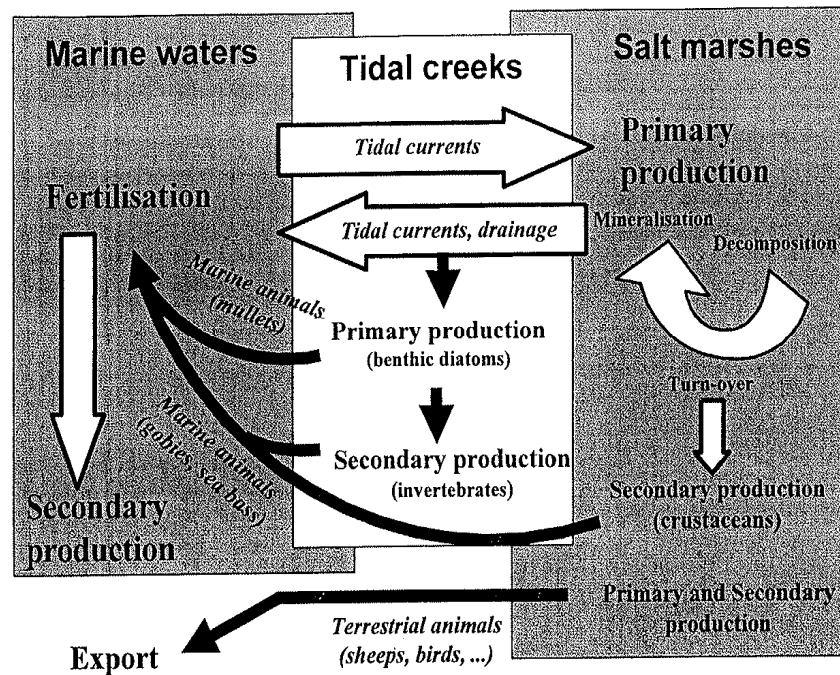 Marine waters
Tidal creeks
Salt marshes
Tidal currents
Primary
production
Fertilisation
Tidal currents, drainage
Mineralisation
Decomposition
Marine animals
(mullets)
Primary production
(benthic diatoms)
Turn-over
Marine animals
(gobies, sea bass)
Secondary production
(invertebrates)
Secondary
production
Secondary production
(crustaceans)
Primary and Secondary
production
Terrestrial animals
(sheeps, birds, ...)
Export